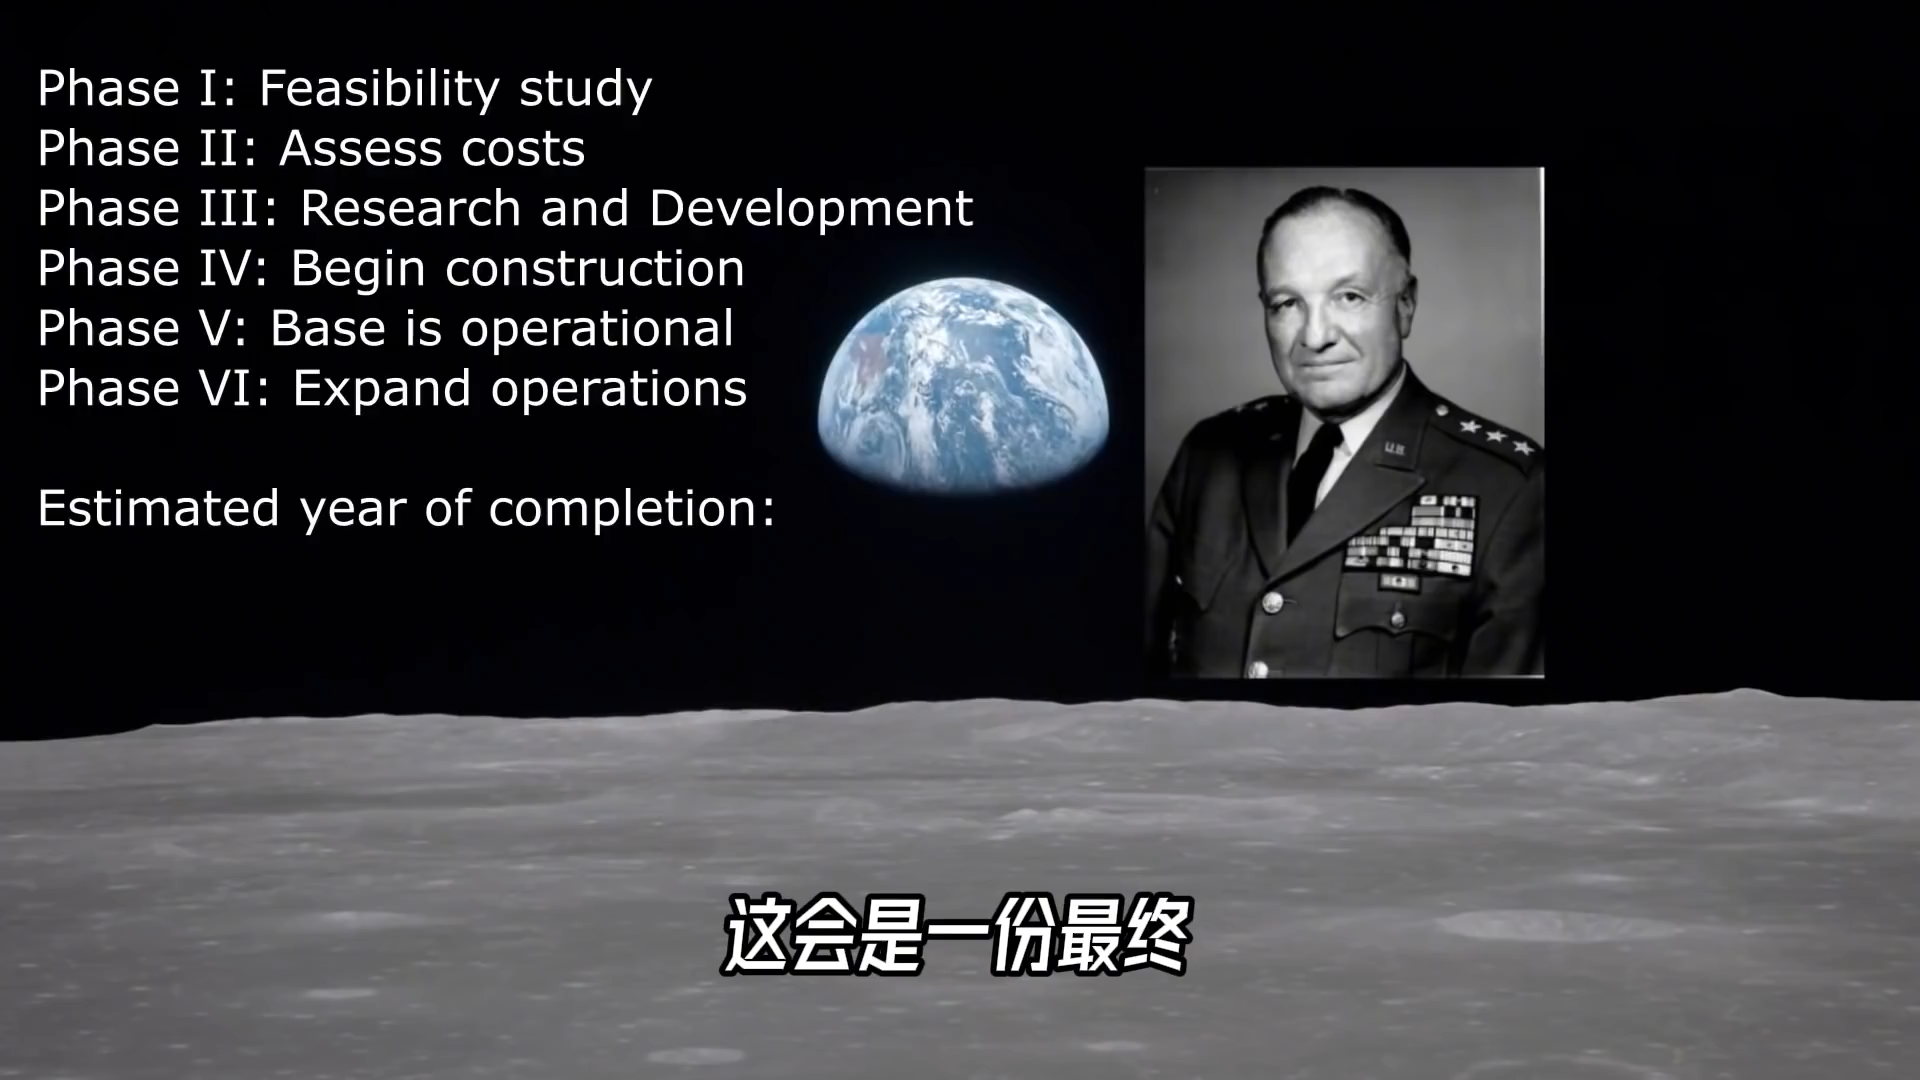 Phase I: Feasibility study
Phase II: Assess costs
Phase III: Research and Development
Phase IV: Begin construction
Phase V: Base is operational
Phase VI: Expand operations
Estimated year of completion:
U.S.
这会是一份最终